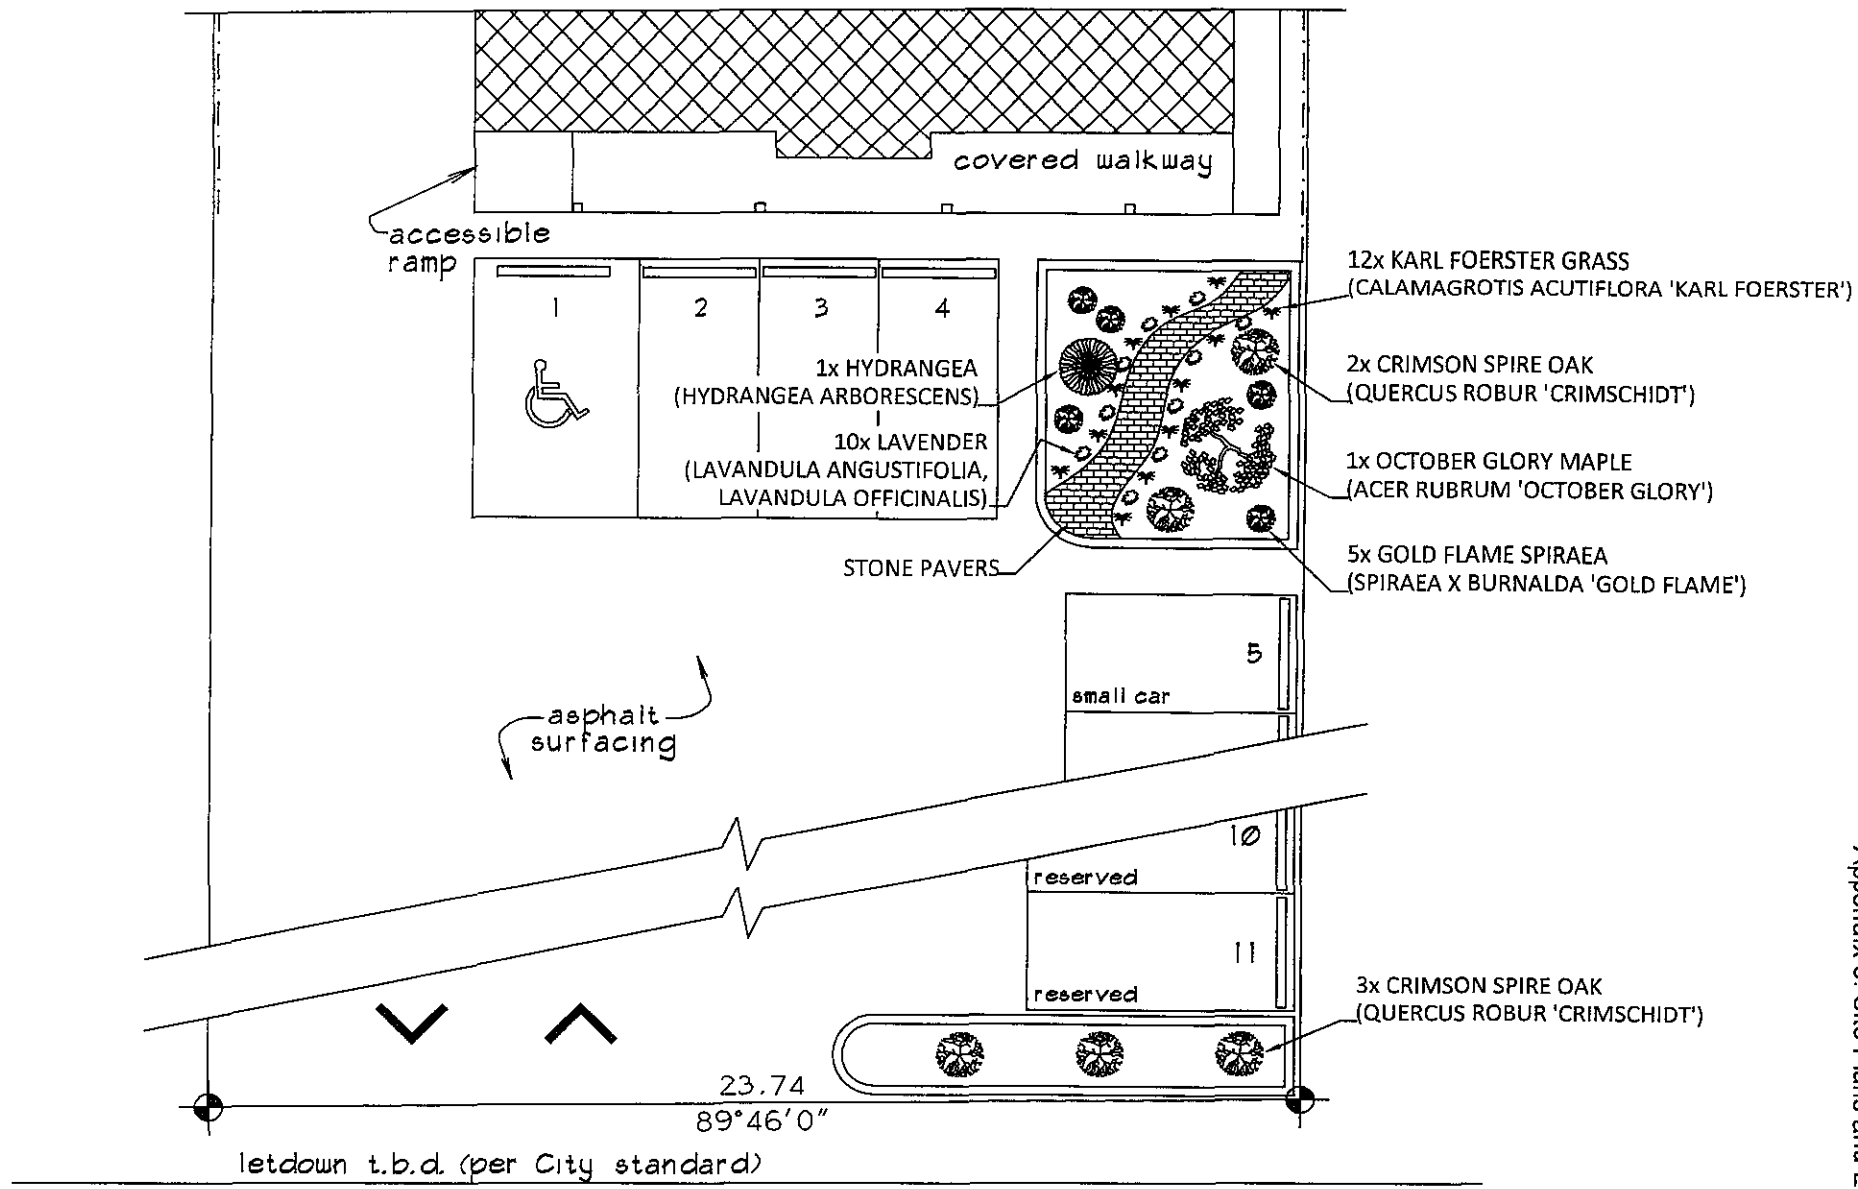 covered walkway
accessible
ramp
1
2
3
4
12x KARL FOERSTER GRASS
(CALAMAGROTIS ACUTIFLORA 'KARL FOERSTER')
1x HYDRANGEA
(HYDRANGEA ARBORESCENS)
2x CRIMSON SPIRE OAK
(QUERCUS ROBUR 'CRIMSCHIDT')
10x LAVENDER
(LAVANDULA ANGUSTIFOLIA,
LAVANDULA OFFICINALIS)
1x OCTOBER GLORY MAPLE
(ACER RUBRUM 'OCTOBER GLORY')
STONE PAVERS
5x GOLD FLAME SPIRAEA
(SPIRAEA X BURNALDA 'GOLD FLAME')
5
small car
asphalt
surfacing
10
reserved
11
reserved
3x CRIMSON SPIRE OAK
(QUERCUS ROBUR 'CRIMSCHIDT')
23.74
89°46'0"
letdown t.b.d. (per City standard)